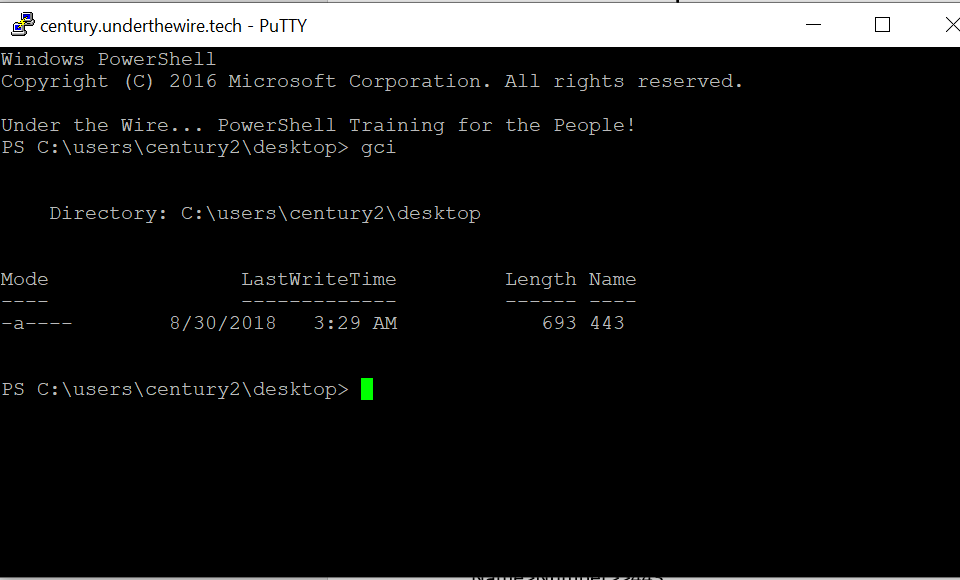 century.underthewire.tech - PuTTY
Windows PowerShell
Copyright (C) 2016 Microsoft Corporation. All rights reserved.
Under the Wire... PowerShell Training for the People!
PS C:\users\century2\desktop> gci
Directory: C:\users\century2\desktop
Mode LastWriteTime Length Name
---- ------------- ------ ----
-a---- 8/30/2018 3:29 AM 693 443
PS C:\users\century2\desktop>